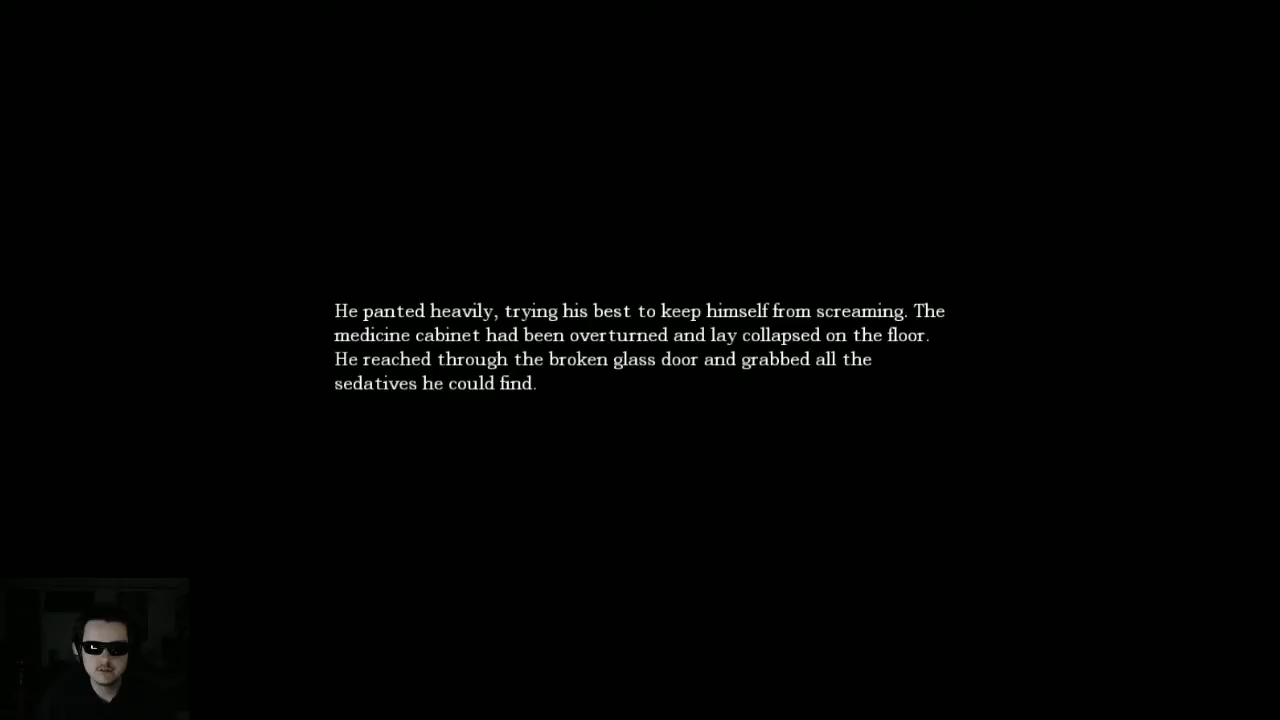 He panted heavily, trying his best to keep himself from screaming. The
medicine cabinet had been overturned and lay collapsed on the floor.
He reached through the broken glass door and grabbed all the
sedatives he could find.